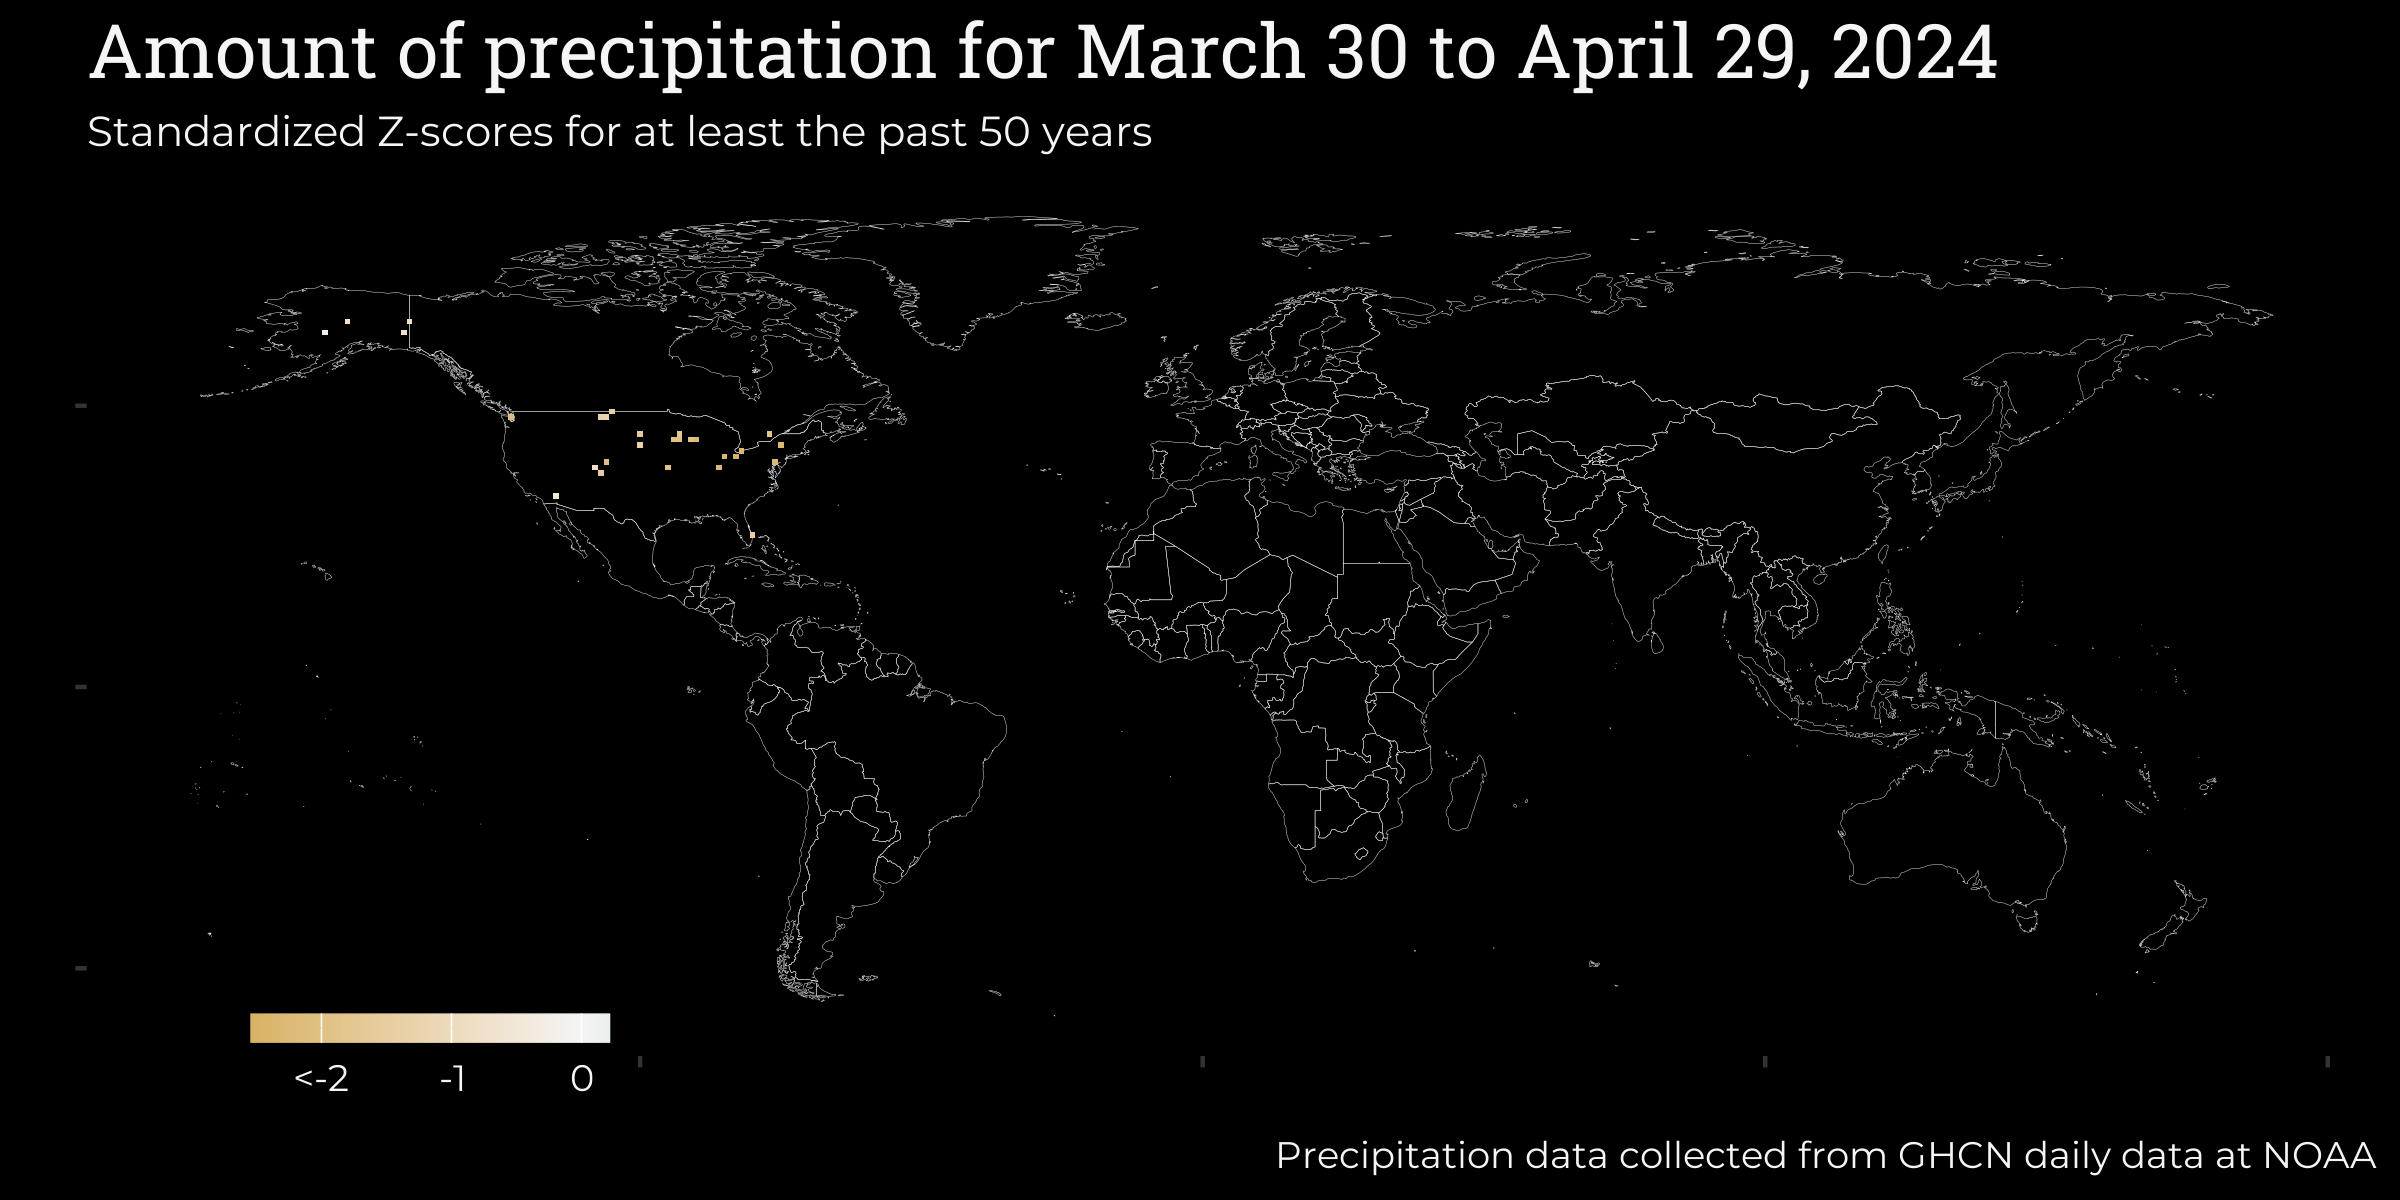 Amount of precipitation for March 30 to April 29, 2024
Standardized Z-scores for at least the past 50 years
<-2 -1 0
Precipitation data collected from GHCN daily data at NOAA